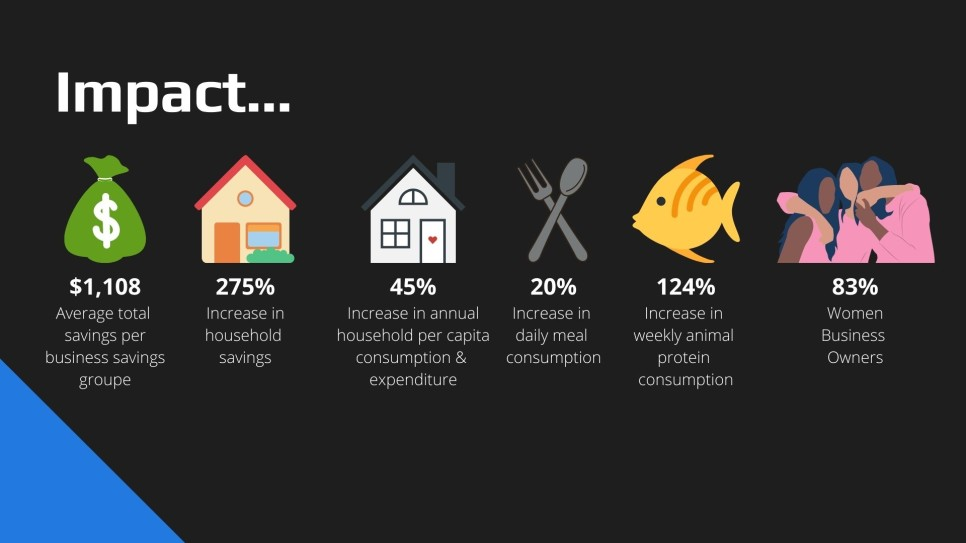 Impact...
$
$1,108
Average total
savings per
business savings
groupe
275%
Increase in
household
savings
45%
Increase in annual
household per capita
consumption &
expenditure
20%
Increase in
daily meal
consumption
124%
Increase in
weekly animal
protein
consumption
83%
Women
Business
Owners